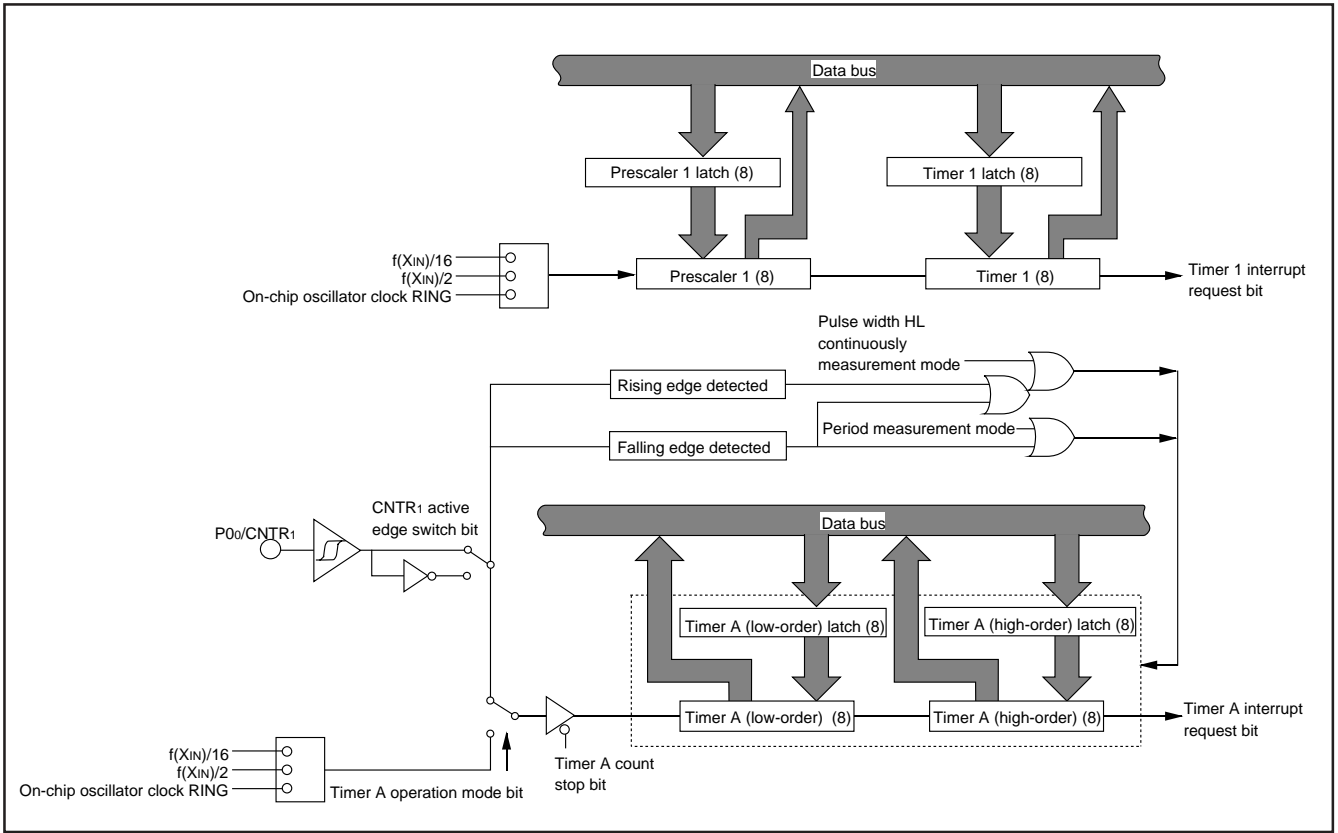 Data bus
Prescaler 1 latch (8)
Timer 1 latch (8)
f(XIN)/16
f(XIN)/2
On-chip oscillator clock RING
Prescaler 1 (8)
Timer 1 (8)
Timer 1 interrupt
request bit
Pulse width HL
continuously
measurement mode
Rising edge detected
Period measurement mode
Falling edge detected
CNTR1 active
edge switch bit
P00/CNTR1
Data bus
Timer A (low-order) latch (8)
Timer A (high-order) latch (8)
Timer A (low-order) (8)
Timer A (high-order) (8)
Timer A interrupt
request bit
f(XIN)/16
f(XIN)/2
On-chip oscillator clock RING
Timer A operation mode bit
Timer A count
stop bit